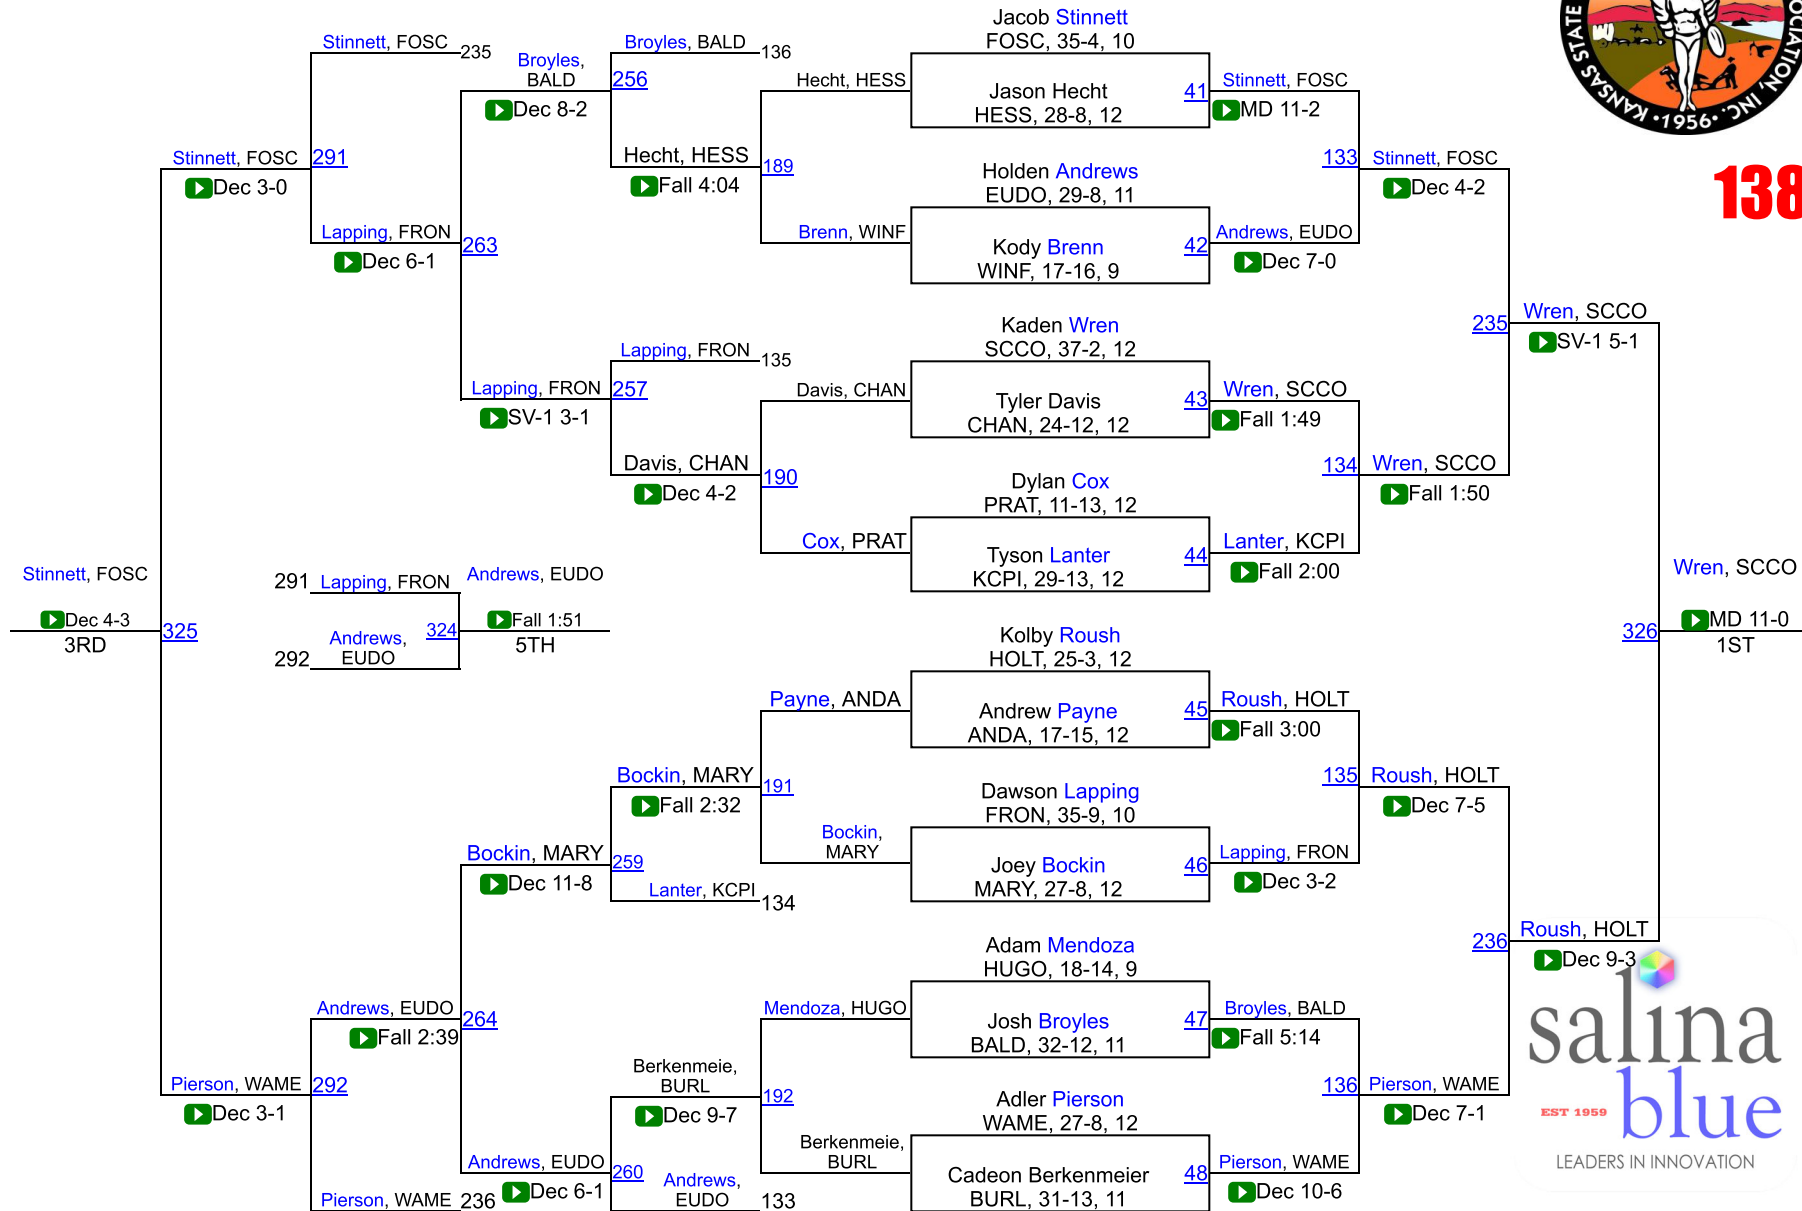 Jacob Stinnett
FOSC, 35-4, 10
Stinnett, FOSC
235
Broyles, BALD
136
Broyles,
BALD
256
Dec 8-2
Hecht, HESS
Jason Hecht
HESS, 28-8, 12
41
Stinnett, FOSC
MD 11-2
KANSAS STATE
OCIATION, INC.
•1956•
138
Stinnett, FOSC
291
Dec 3-0
Hecht, HESS
189
Fall 4:04
Holden Andrews
EUDO, 29-8, 11
133
Stinnett, FOSC
Dec 4-2
Lapping, FRON
263
Dec 6-1
Brenn, WINF
Kody Brenn
WINF, 17-16, 9
42
Andrews, EUDO
Dec 7-0
Kaden Wren
SCCO, 37-2, 12
235
Wren, SCCO
SV-1 5-1
Lapping, FRON
135
Lapping, FRON
257
SV-1 3-1
Davis, CHAN
Tyler Davis
CHAN, 24-12, 12
43
Wren, SCCO
Fall 1:49
Davis, CHAN
190
Dec 4-2
Dylan Cox
PRAT, 11-13, 12
134
Wren, SCCO
Fall 1:50
Cox, PRAT
Tyson Lanter
KCPI, 29-13, 12
44
Lanter, KCPI
Fall 2:00
Stinnett, FOSC
Dec 4-3
3RD
325
291
Lapping, FRON
Andrews, EUDO
Andrews,
EUDO
292
324
Fall 1:51
5TH
Kolby Roush
HOLT, 25-3, 12
Wren, SCCO
326
MD 11-0
1ST
Payne, ANDA
Andrew Payne
ANDA, 17-15, 12
45
Roush, HOLT
Fall 3:00
Bockin, MARY
191
Fall 2:32
Dawson Lapping
FRON, 35-9, 10
135
Roush, HOLT
Dec 7-5
Bockin,
MARY
Joey Bockin
MARY, 27-8, 12
46
Lapping, FRON
Dec 3-2
Bockin, MARY
259
Dec 11-8
Lanter, KCPI
134
Adam Mendoza
HUGO, 18-14, 9
236
Roush, HOLT
Dec 9-3
Andrews, EUDO
264
Fall 2:39
Mendoza, HUGO
Josh Broyles
BALD, 32-12, 11
47
Broyles, BALD
Fall 5:14
Pierson, WAME
292
Dec 3-1
Berkenmeie,
BURL
192
Dec 9-7
Adler Pierson
WAME, 27-8, 12
136
Pierson, WAME
Dec 7-1
Berkenmeie,
BURL
Cadeon Berkenmeier
BURL, 31-13, 11
48
Pierson, WAME
Dec 10-6
Andrews, EUDO
260
Dec 6-1
Andrews,
EUDO
133
Pierson, WAME
236
salina
EST 1959
blue
LEADERS IN INNOVATION